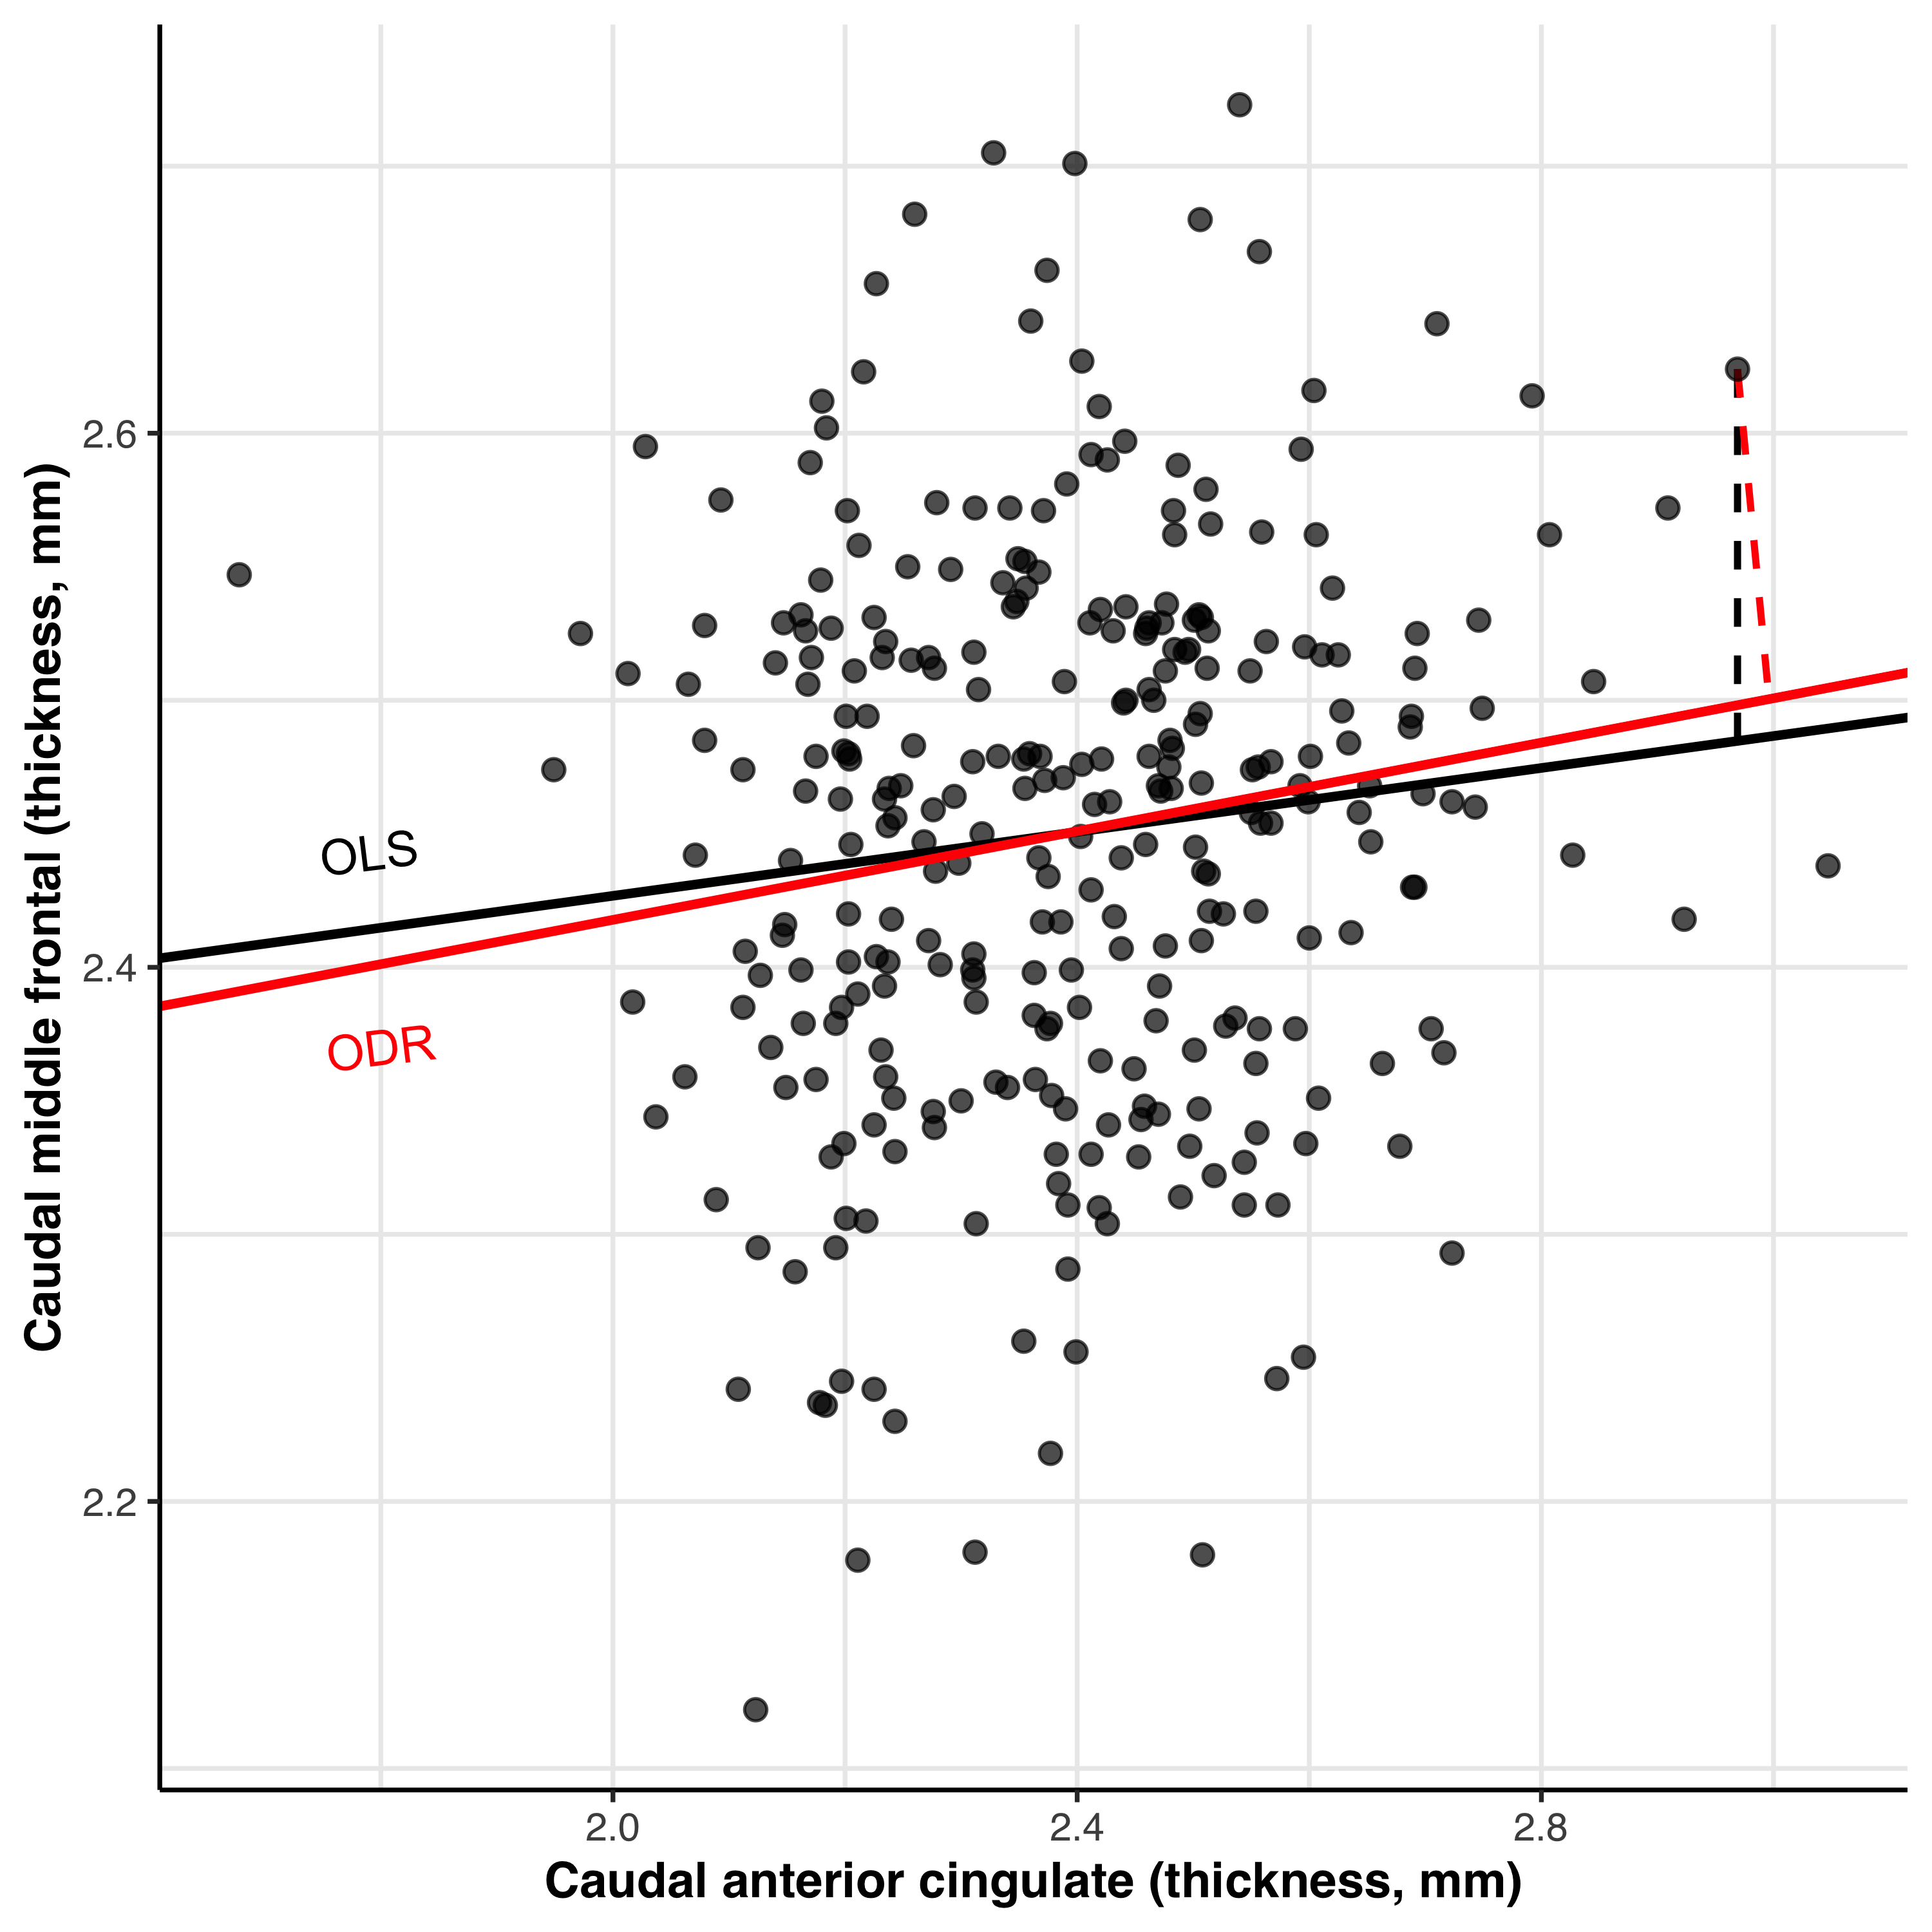 Caudal middle frontal (thickness, mm)
2.6
2.4
2.2
OLS
ODR
2.0
2.4
2.8
Caudal anterior cingulate (thickness, mm)